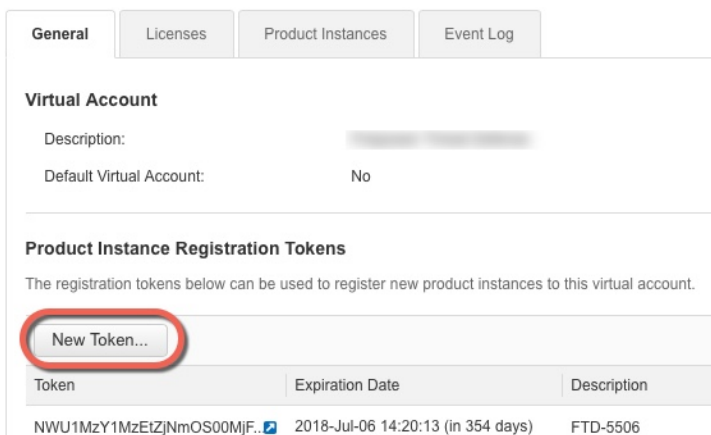 General Licenses Product Instances Event Log
Virtual Account
Description:
Default Virtual Account: No
Product Instance Registration Tokens
The registration tokens below can be used to register new product instances to this virtual account.
New Token...
Token Expiration Date Description
NWU1MzY1MzEtZjNmOS00MjF.. 2018-Jul-06 14:20:13 (in 354 days) FTD-5506